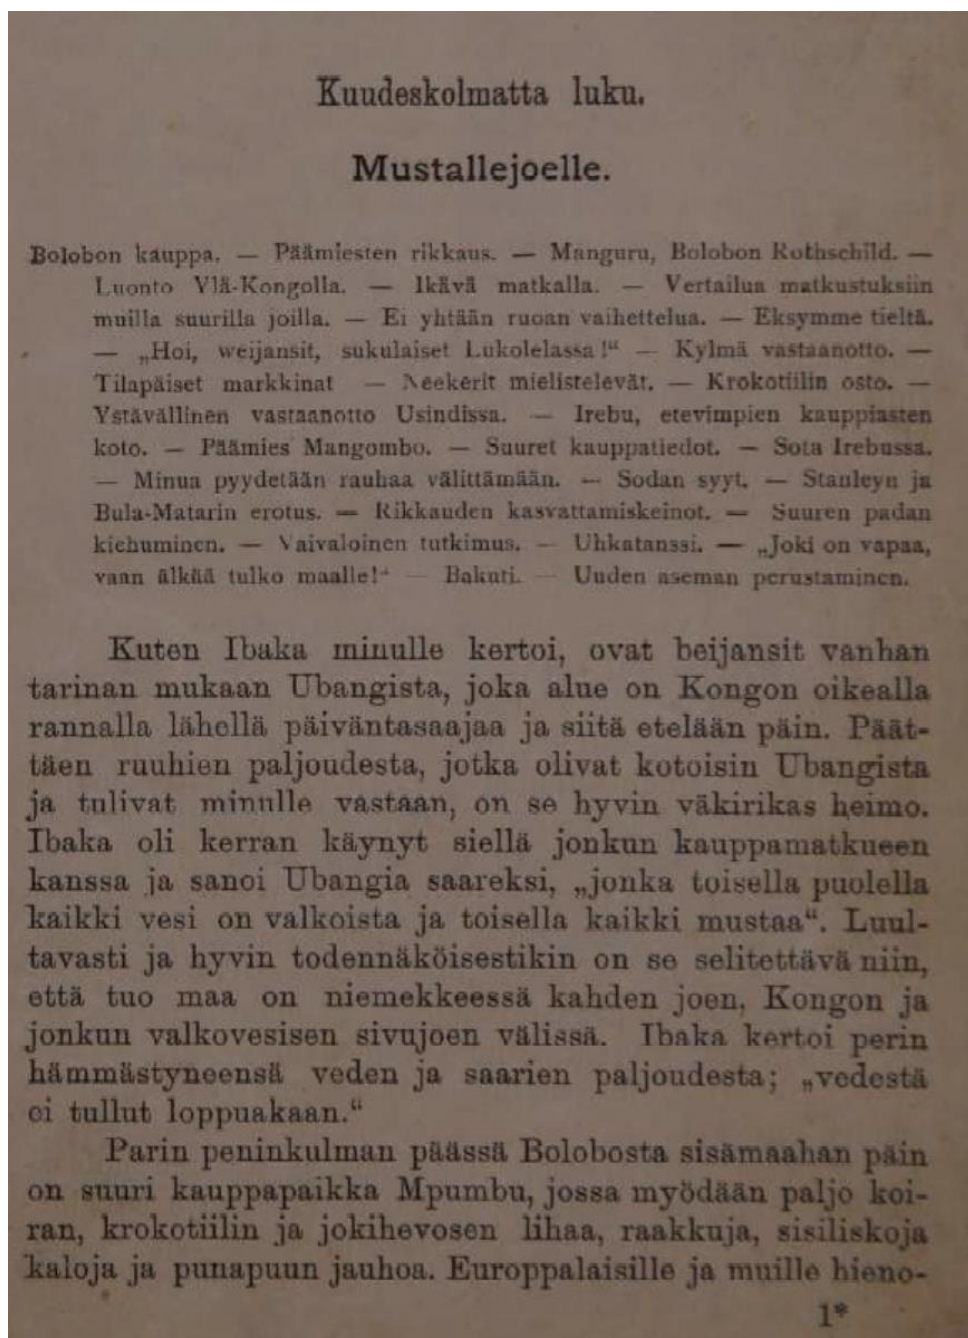 Kuudeskolmatta luku.
Mustallejoelle.
Bolobon kauppa. — Päämiesten rikkaus. — Manguru, Bolobon Rothschild. —
Luonto Ylä-Kongolla. — Ikävä matkalla. — Vertailua matkustuksiin
muilla suurilla joilla. — Ei yhtään ruoan vaihettelua. — Eksymme tieltä.
— „Hoi, weijansit, sukulaiset Lukolelassa!“ — Kylmä vastaanotto. —
Tilapäiset markkinat — Neekerit mielistelevät. — Krokotiilin osto. —
Ystävällinen vastaanotto Usindissa. — Irebu, etevimpien kauppiasten
koto. — Päämies Mangombo. — Suuret kauppatiedot. — Sota Irebussa.
— Minua pyydetään rauhaa välittämään. — Sodan syyt. — Stanleyn ja
Bula-Matarin erotus. — Rikkauden kasvattamiskeinot. — Suuren padan
kiehuminen. — Vaivaloinen tutkimus. — Uhkatanssi. — „Joki on vapaa,
vaan älkää tulko maalle!“ — Bakuti. — Uuden aseman perustaminen.
Kuten Ibaka minulle kertoi, ovat beijansit vanhan
tarinan mukaan Ubangista, joka alue on Kongon oikealla
rannalla lähellä päiväntasaajaa ja siitä etelään päin. Päät-
täen ruuhien paljoudesta, jotka olivat kotoisin Ubangista
ja tulivat minulle vastaan, on se hyvin väkirikas heimo.
Ibaka oli kerran käynyt siellä jonkun kauppamatkueen
kanssa ja sanoi Ubangia saareksi, „jonka toisella puolella
kaikki vesi on valkoista ja toisella kaikki mustaa“. Luul-
tavasti ja hyvin todennäköisestikin on se selitettävä niin,
että tuo maa on niemekkeessä kahden joen, Kongon ja
jonkun valkovesisen sivujoen välissä. Ibaka kertoi perin
hämmästyneensä veden ja saarien paljoudesta; „vedestä
ei tullut loppuakaan.“
Parin peninkulman päässä Bolobosta sisämaahan päin
on suuri kauppapaikka Mpumbu, jossa myödään paljo koi-
ran, krokotiilin ja jokihevosen lihaa, raakkuja, sisiliskoja
kaloja ja punapuun jauhoa. Europpalaisille ja muille hieno-
1*